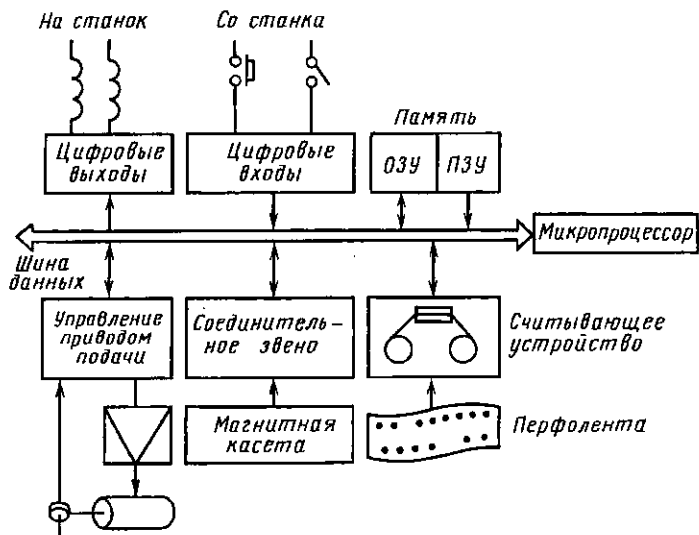 На станок
Со станка
Память
Цифровые
выходы
Цифровые
входы
ОЗУ
ПЗУ
Микропроцессор
Шина
данных
Управление
приводом
подачи
Соединитель-
ное звено
Считывающее
устройство
Магнитная
касета
Перфолента